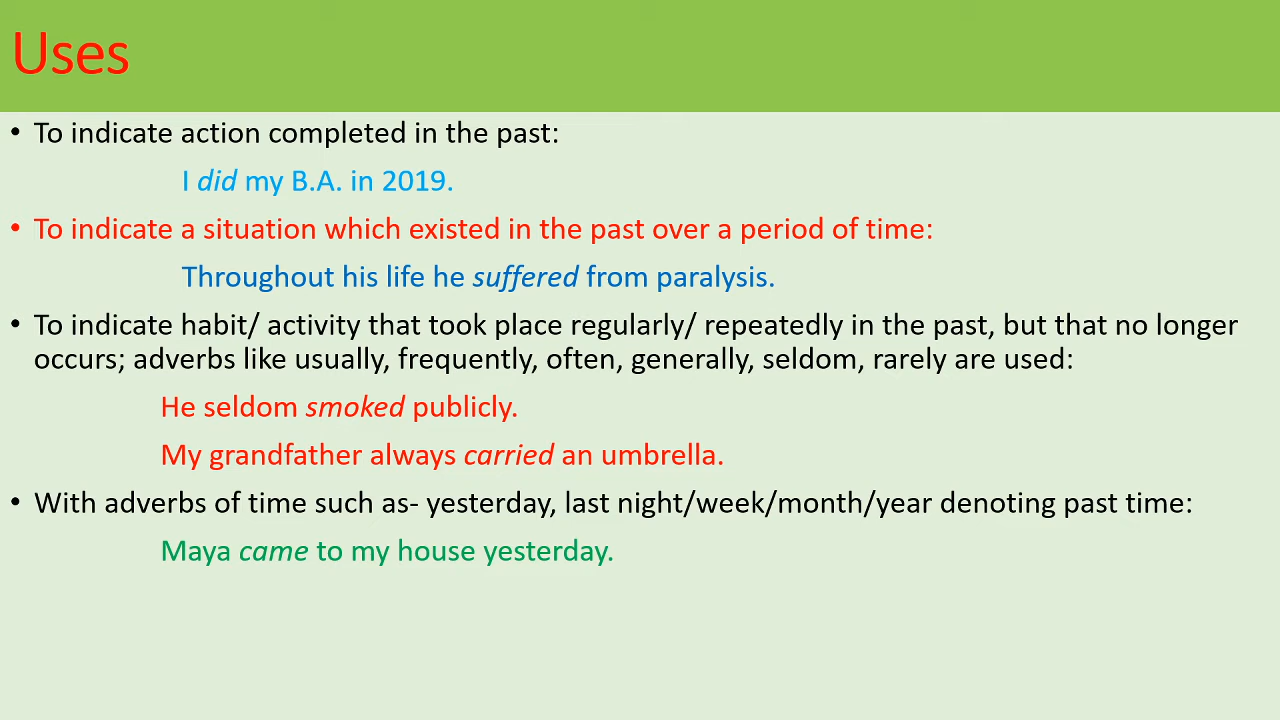 Uses
• To indicate action completed in the past:
I did my B.A. in 2019.
• To indicate a situation which existed in the past over a period of time:
Throughout his life he suffered from paralysis.
• To indicate habit/ activity that took place regularly/ repeatedly in the past, but that no longer
occurs; adverbs like usually, frequently, often, generally, seldom, rarely are used:
He seldom smoked publicly.
My grandfather always carried an umbrella.
• With adverbs of time such as- yesterday, last night/week/month/year denoting past time:
Maya came to my house yesterday.